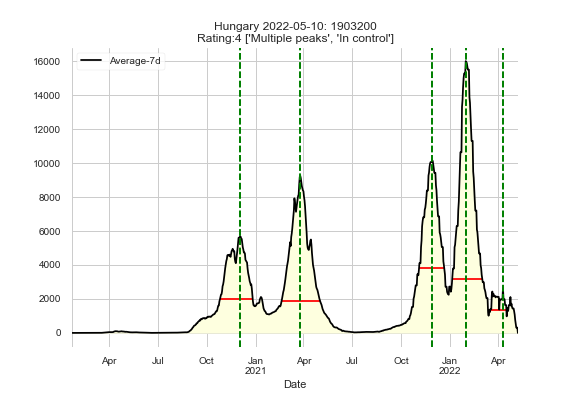 Hungary 2022-05-10: 1903200
Rating:4 ['Multiple peaks', 'In control']
Average-7d
16000
14000
12000
10000
8000
6000
4000
2000
0
Apr Jul Oct Jan Apr Jul Oct Jan Apr
2021 2022
Date